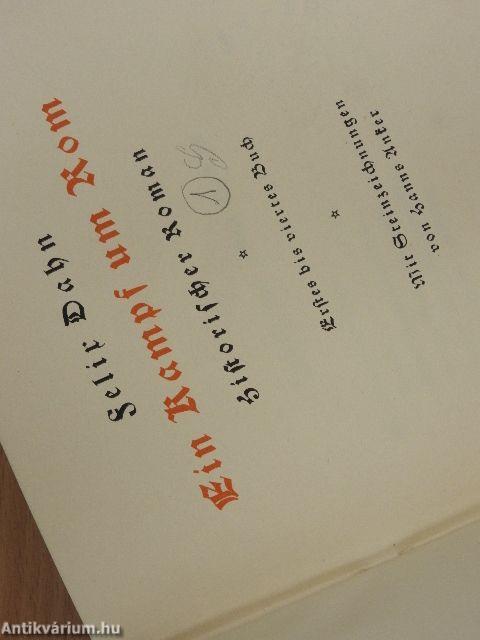 Felix Dahn
Ein Kampf um Rom
Historischer Roman
1
*
Erstes bis viertes Buch
*
Mit Steinzeichnungen
von Hanns Anker
Antikvárium.hu